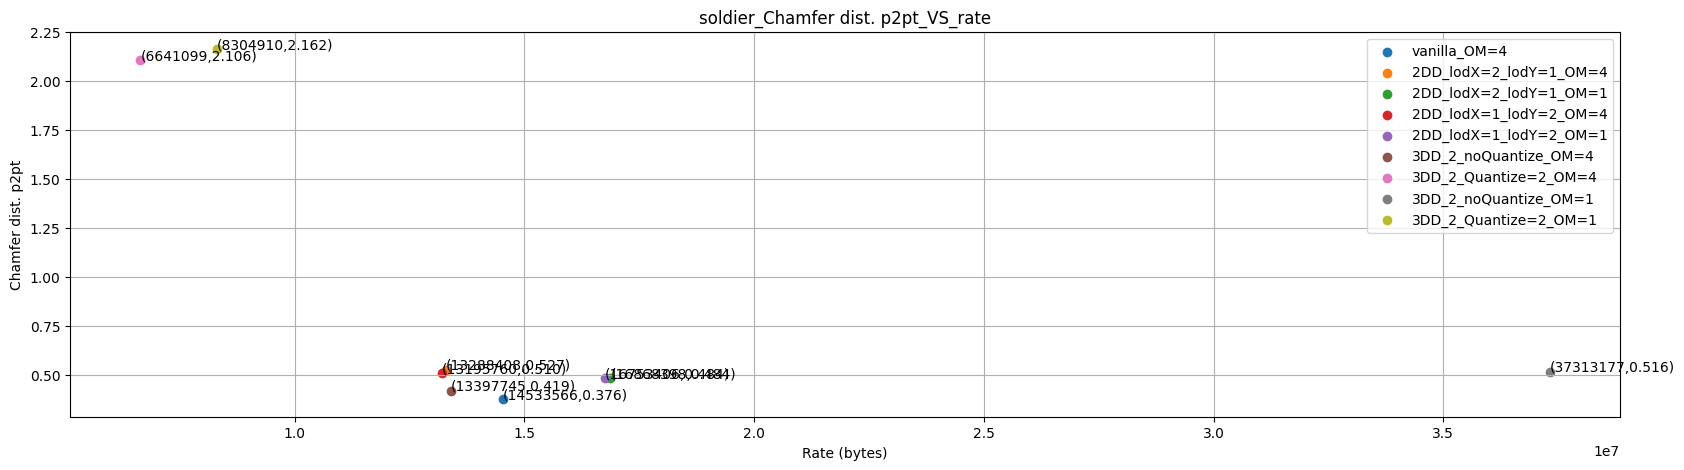 soldier_Chamfer dist. p2pt_VS_rate
2.25
2.00
1.75
1.50
1.25
1.00
0.75
0.50
Chamfer dist. p2pt
(8304910,2.162)
(6641099,2.106)
(13288408,0.527)
(13195760,0.510)
(13397745,0.419)
(14533566,0.376)
(37313177,0.516)
vanilla_OM=4
2DD_lodX=2_lodY=1_OM=4
2DD_lodX=2_lodY=1_OM=1
2DD_lodX=1_lodY=2_OM=4
2DD_lodX=1_lodY=2_OM=1
3DD_2_noQuantize_OM=4
3DD_2_Quantize=2_OM=4
3DD_2_noQuantize_OM=1
3DD_2_Quantize=2_OM=1
1.0
1.5
2.0
2.5
3.0
3.5
1e7
Rate (bytes)